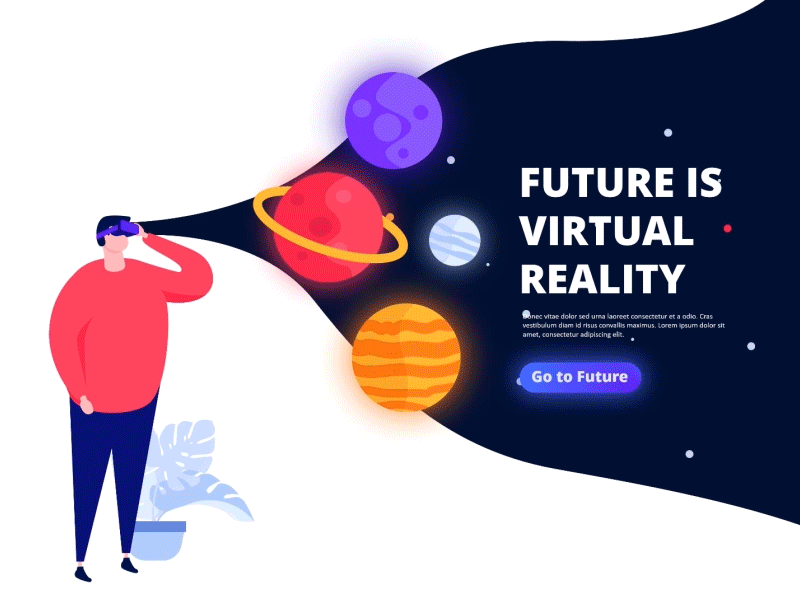 FUTURE IS
VIRTUAL
REALITY
Donec vitae dolor sed urna laoreet consectetur et a odio. Cras
vestibulum diam id risus convallis maximus. Lorem ipsum dolor sit
amet, consectetur adipiscing elit.
Go to Future